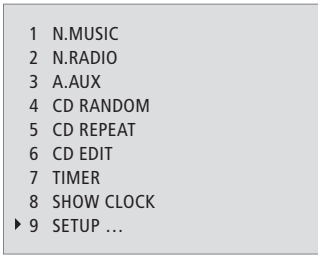 1 N.MUSIC
2 N.RADIO
3 A.AUX
4 CD RANDOM
5 CD REPEAT
6 CD EDIT
7 TIMER
8 SHOW CLOCK
9 SETUP ...